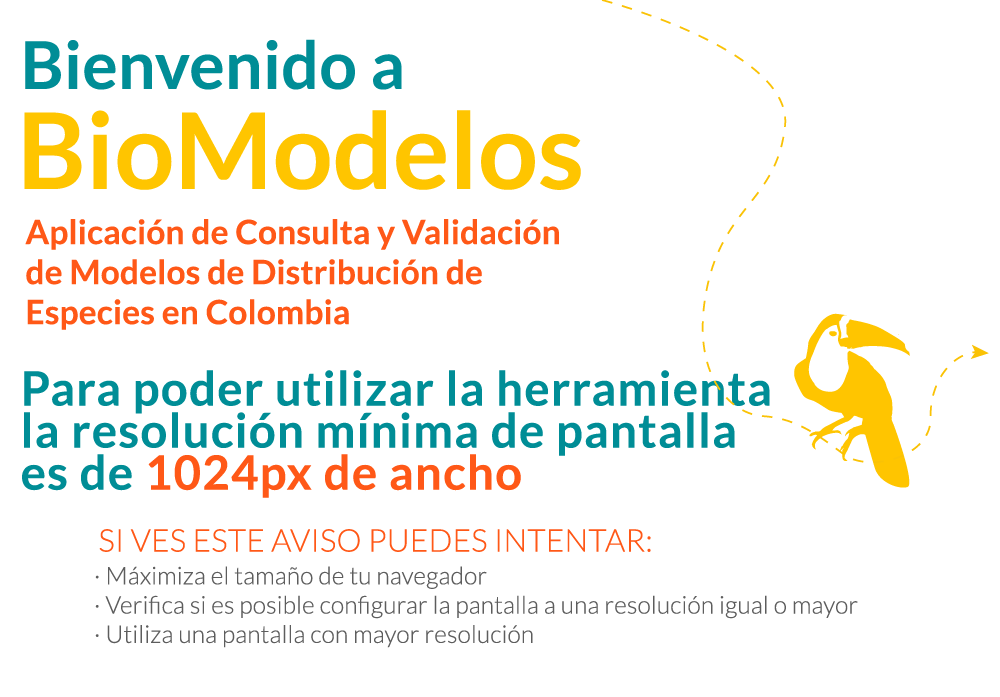 Bienvenido a
BioModelos
Aplicación de Consulta y Validación
de Modelos de Distribución de
Especies en Colombia
Para poder utilizar la herramienta
la resolución mínima de pantalla
es de 1024px de ancho
SI VES ESTE AVISO PUEDES INTENTAR:
· Máximiza el tamaño de tu navegador
· Verifica si es posible configurar la pantalla a una resolución igual o mayor
· Utiliza una pantalla con mayor resolución